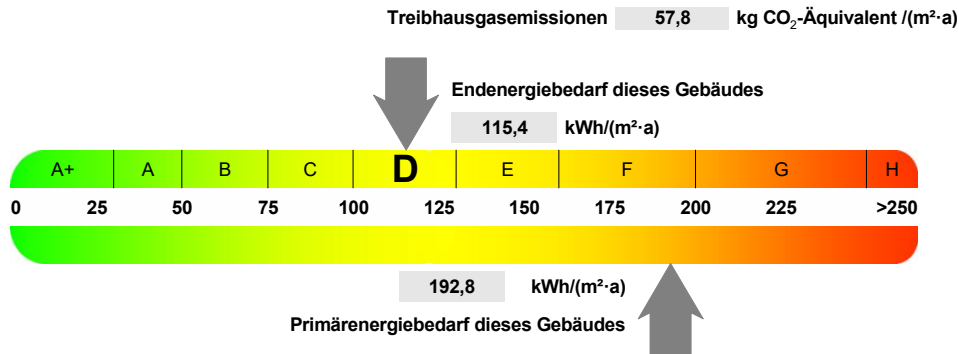 Treibhausgasemissionen 57,8 kg CO₂-Äquivalent /(m²·a)
Endenergiebedarf dieses Gebäudes
115,4 kWh/(m²·a)
A+ A B C D E F G H
0 25 50 75 100 125 150 175 200 225 >250
192,8 kWh/(m²·a)
Primärenergiebedarf dieses Gebäudes